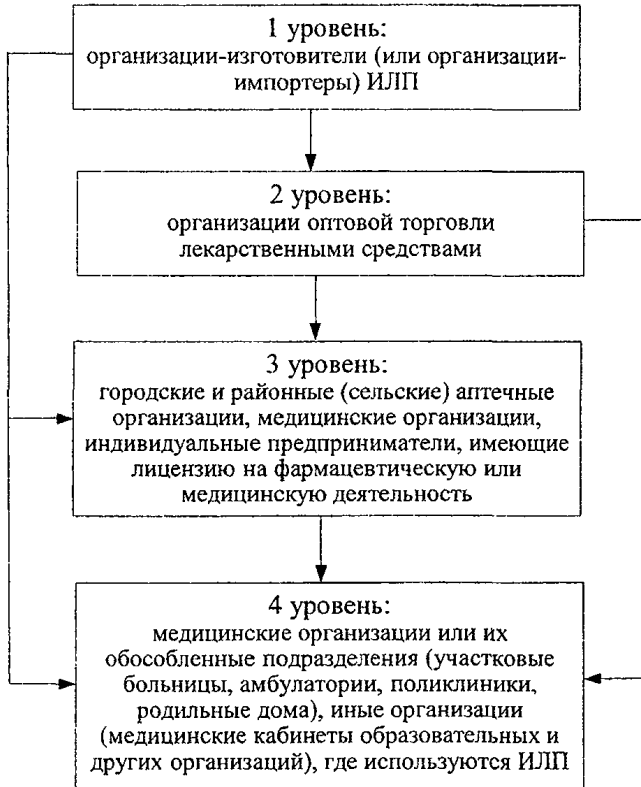 1 уровень:
организации-изготовители (или организации-
импортеры) ИЛП
2 уровень:
организации оптовой торговли
лекарственными средствами
3 уровень:
городские и районные (сельские) аптечные
организации, медицинские организации,
индивидуальные предприниматели, имеющие
лицензию на фармацевтическую или
медицинскую деятельность
4 уровень:
медицинские организации или их
обособленные подразделения (участковые
больницы, амбулатории, поликлиники,
родильные дома), иные организации
(медицинские кабинеты образовательных и
других организаций), где используются ИЛП